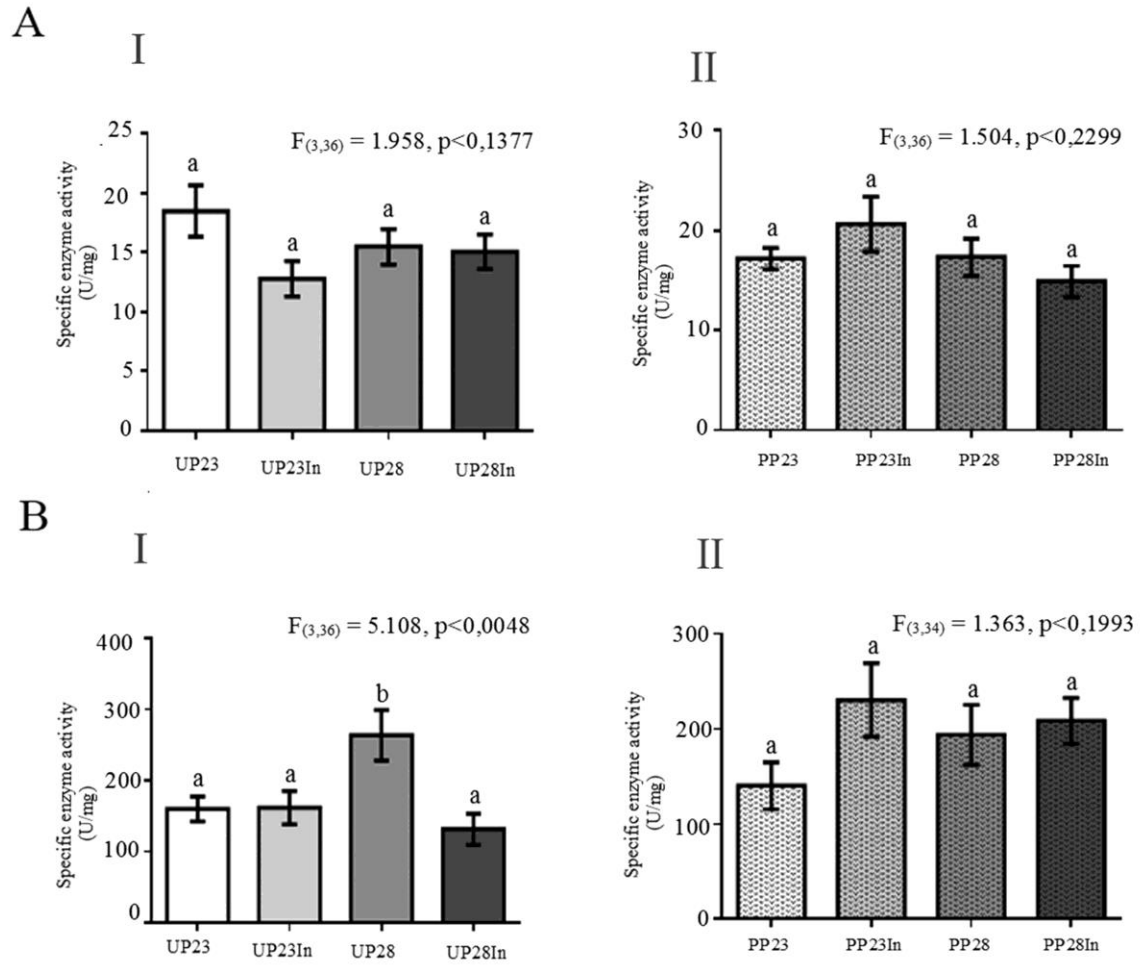 A
I
F(3,36) = 1.958, p<0,1377
Specific enzyme activity
(U/mg)
25
20
15
10
5
0
a
a
a
a
UP23
UP23In
UP28
UP28In
II
F(3,36) = 1.504, p<0,2299
Specific enzyme activity
(U/mg)
30
20
10
0
a
a
a
a
PP23
PP23In
PP28
PP28In
B
I
F(3,36) = 5.108, p<0,0048
Specific enzyme activity
(U/mg)
400
300
200
100
0
a
a
b
a
UP23
UP23In
UP28
UP28In
II
F(3,34) = 1.363, p<0,1993
Specific enzyme activity
(U/mg)
300
200
100
0
a
a
a
a
PP23
PP23In
PP28
PP28In